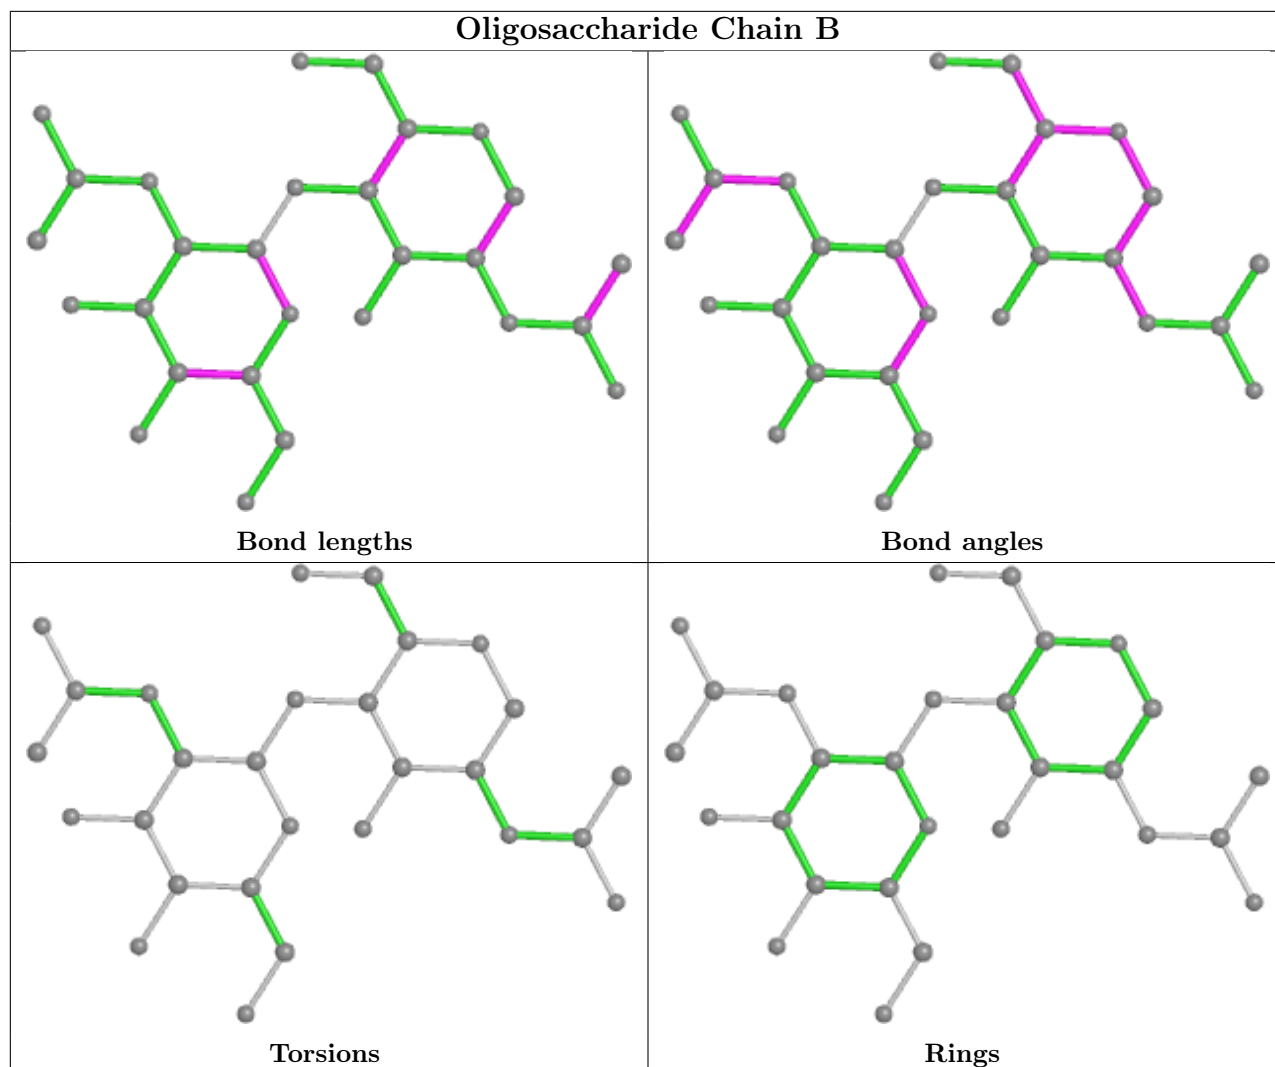 Oligosaccharide Chain B
Bond lengths
Bond angles
Torsions
Rings